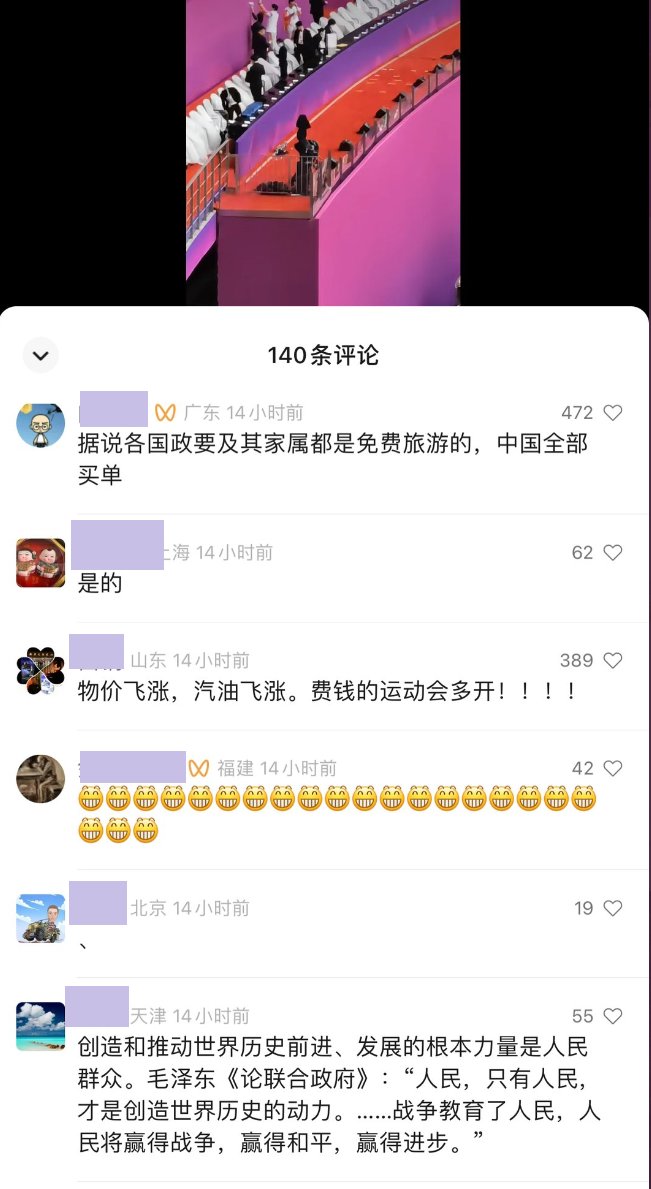 140条评论
广东 14小时前 472
据说各国政要及其家属都是免费旅游的，中国全部
买单
海 14小时前 62
是的
山东 14小时前 389
物价飞涨，汽油飞涨。费钱的运动会多开！！！！
福建 14小时前 42
😁😁😁😁😁😁😁😁😁😁😁😁😁😁😁😁😁😁😁
😁😁😁
北京 14小时前 19
、
天津 14小时前 55
创造和推动世界历史前进、发展的根本力量是人民
群众。毛泽东《论联合政府》：“人民，只有人民，
才是创造世界历史的动力。……战争教育了人民，人
民将赢得战争，赢得和平，赢得进步。”